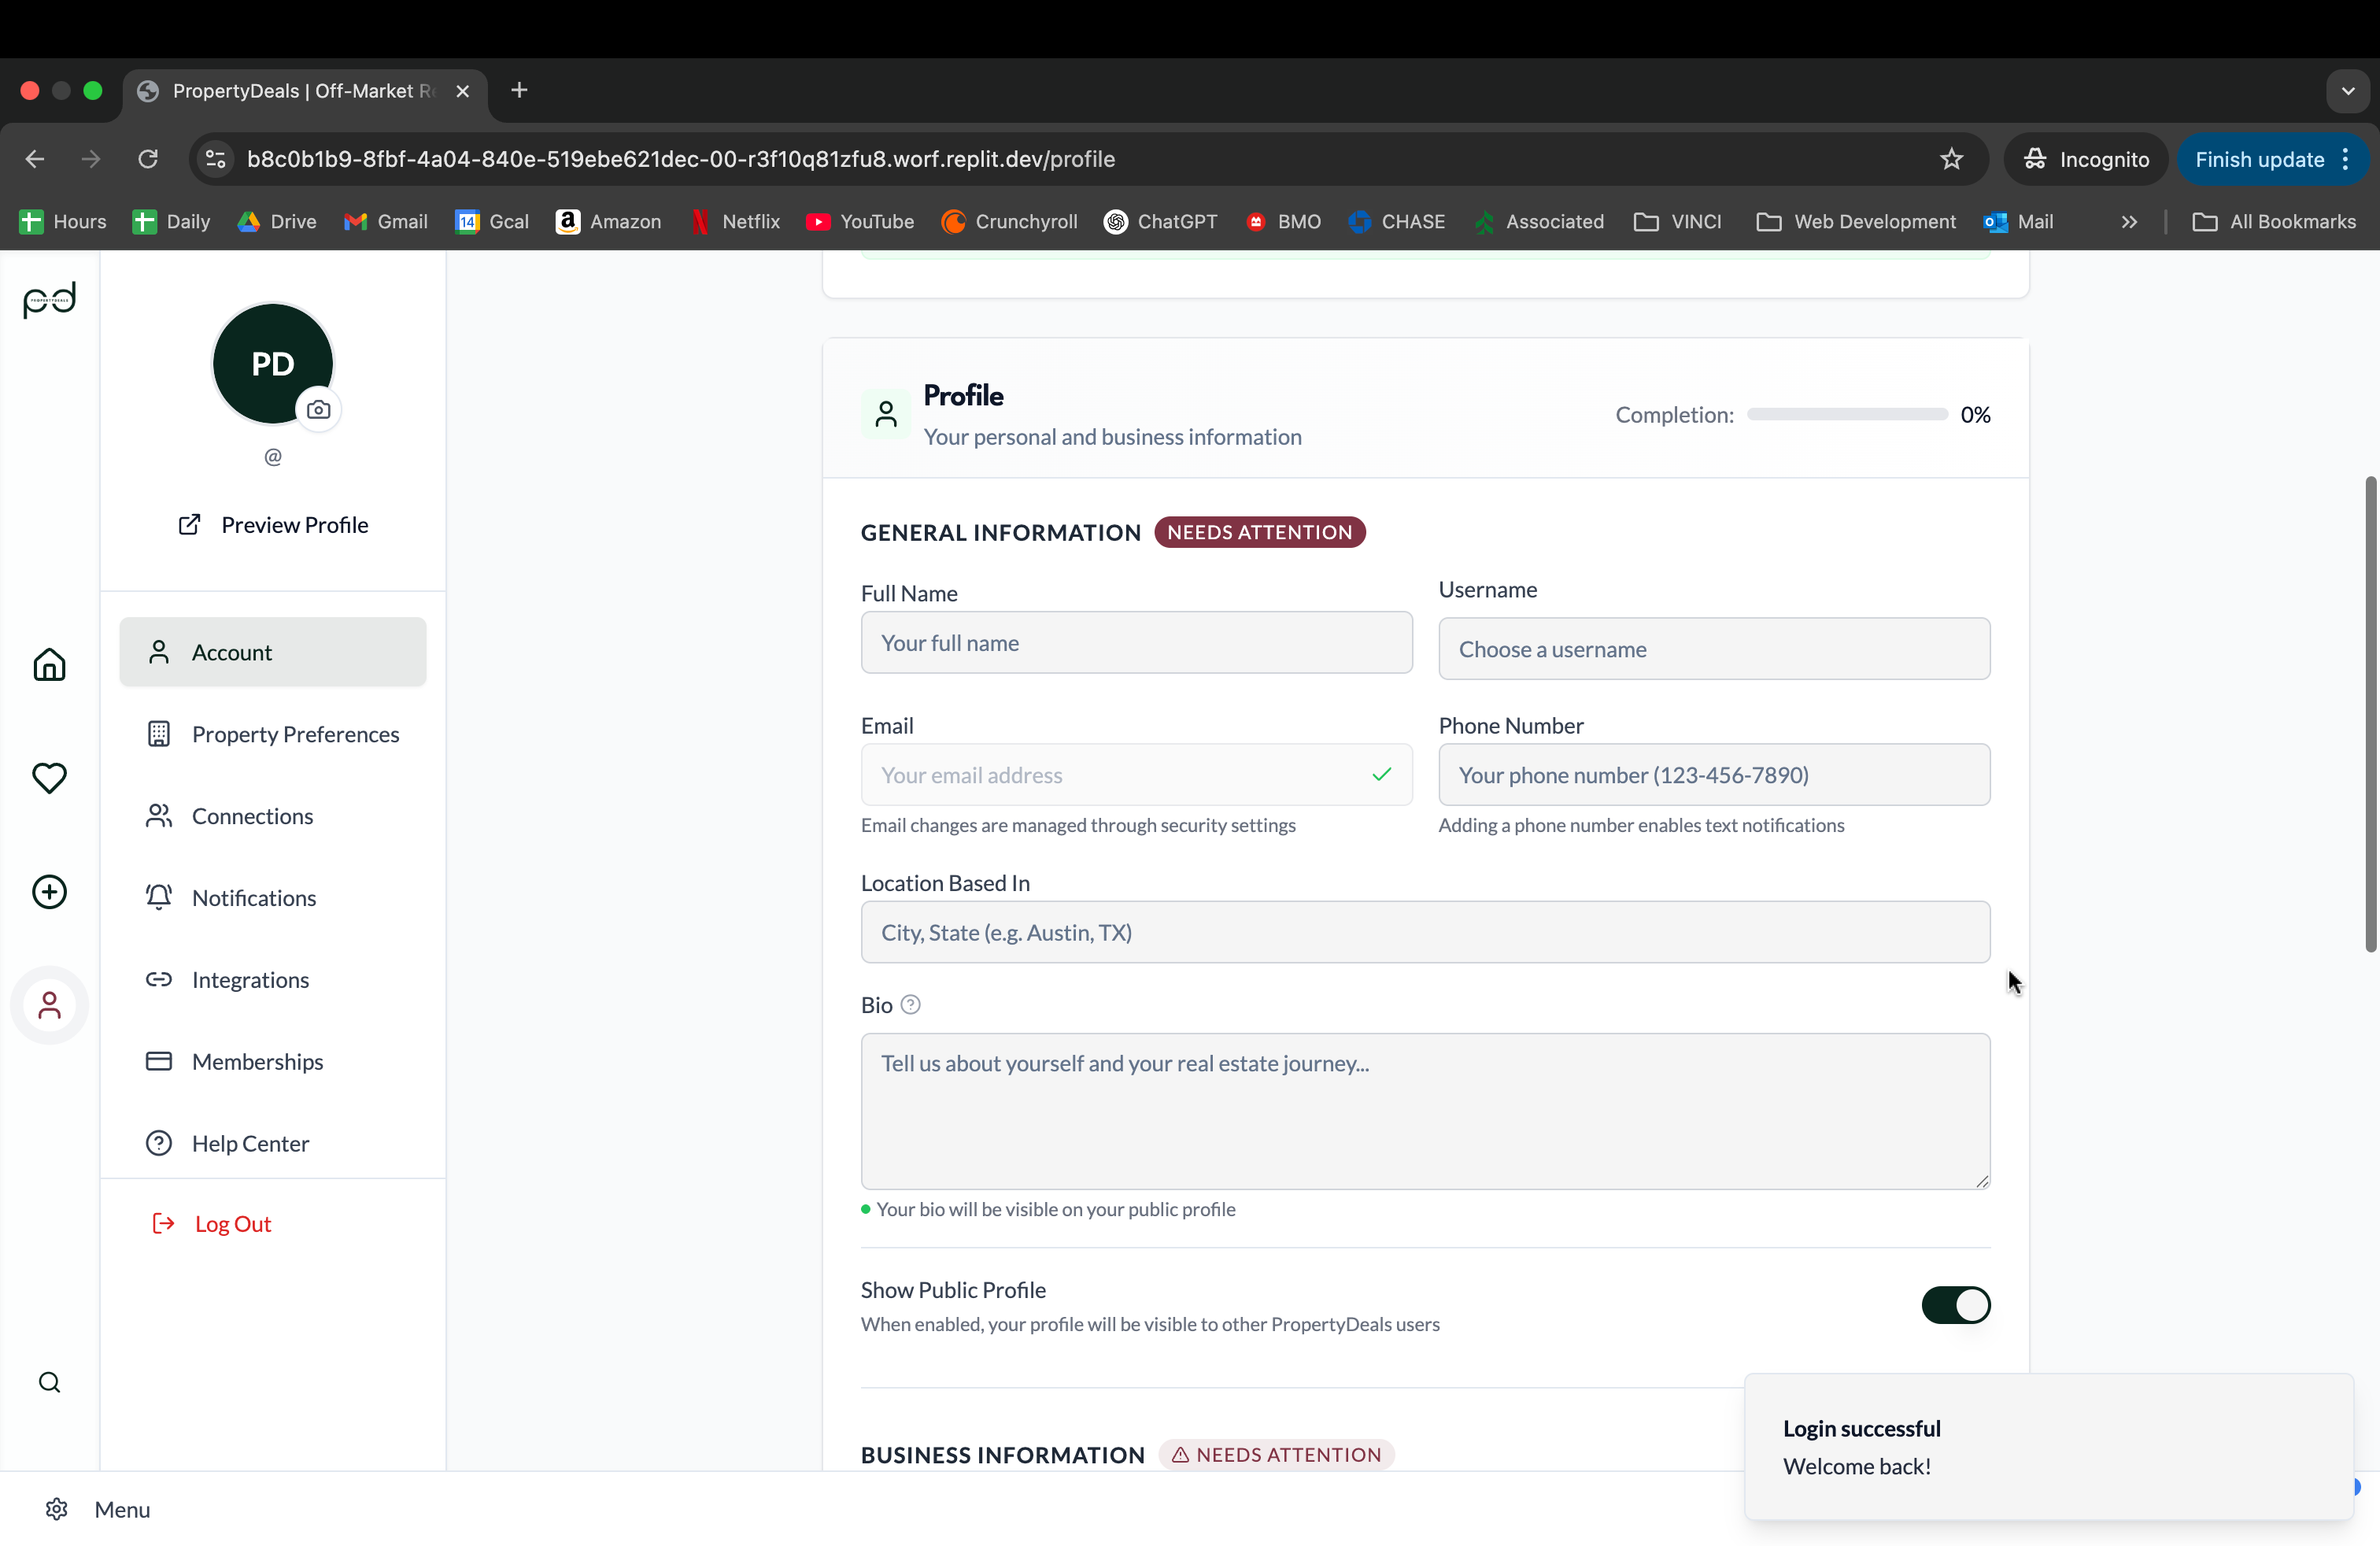 PropertyDeals | Off-Market Re
b8c0b1b9-8fbf-4a04-840e-519ebe621dec-00-r3f10q81zfu8.worf.replit.dev/profile
Incognito
Finish update
Hours Daily Drive Gmail 14 Gcal Amazon Netflix YouTube Crunchyroll ChatGPT BMO CHASE Associated VINCI Web Development Mail All Bookmarks
pd
PROPERTYDEALS
PD
@
Preview Profile
Account
Property Preferences
Connections
Notifications
Integrations
Memberships
Help Center
Log Out
Menu
Profile
Your personal and business information
Completion: 0%
GENERAL INFORMATION NEEDS ATTENTION
Full Name
Your full name
Username
Choose a username
Email
Your email address
Email changes are managed through security settings
Phone Number
Your phone number (123-456-7890)
Adding a phone number enables text notifications
Location Based In
City, State (e.g. Austin, TX)
Bio
Tell us about yourself and your real estate journey...
Your bio will be visible on your public profile
Show Public Profile
When enabled, your profile will be visible to other PropertyDeals users
BUSINESS INFORMATION NEEDS ATTENTION
Login successful
Welcome back!